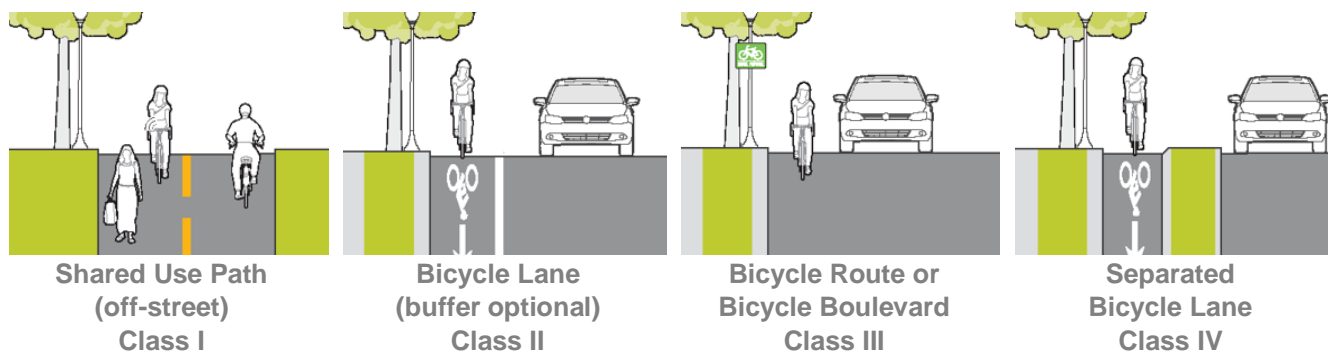 Shared Use Path
(off-street)
Class I
Bicycle Lane
(buffer optional)
Class II
Bicycle Route or
Bicycle Boulevard
Class III
Separated
Bicycle Lane
Class IV